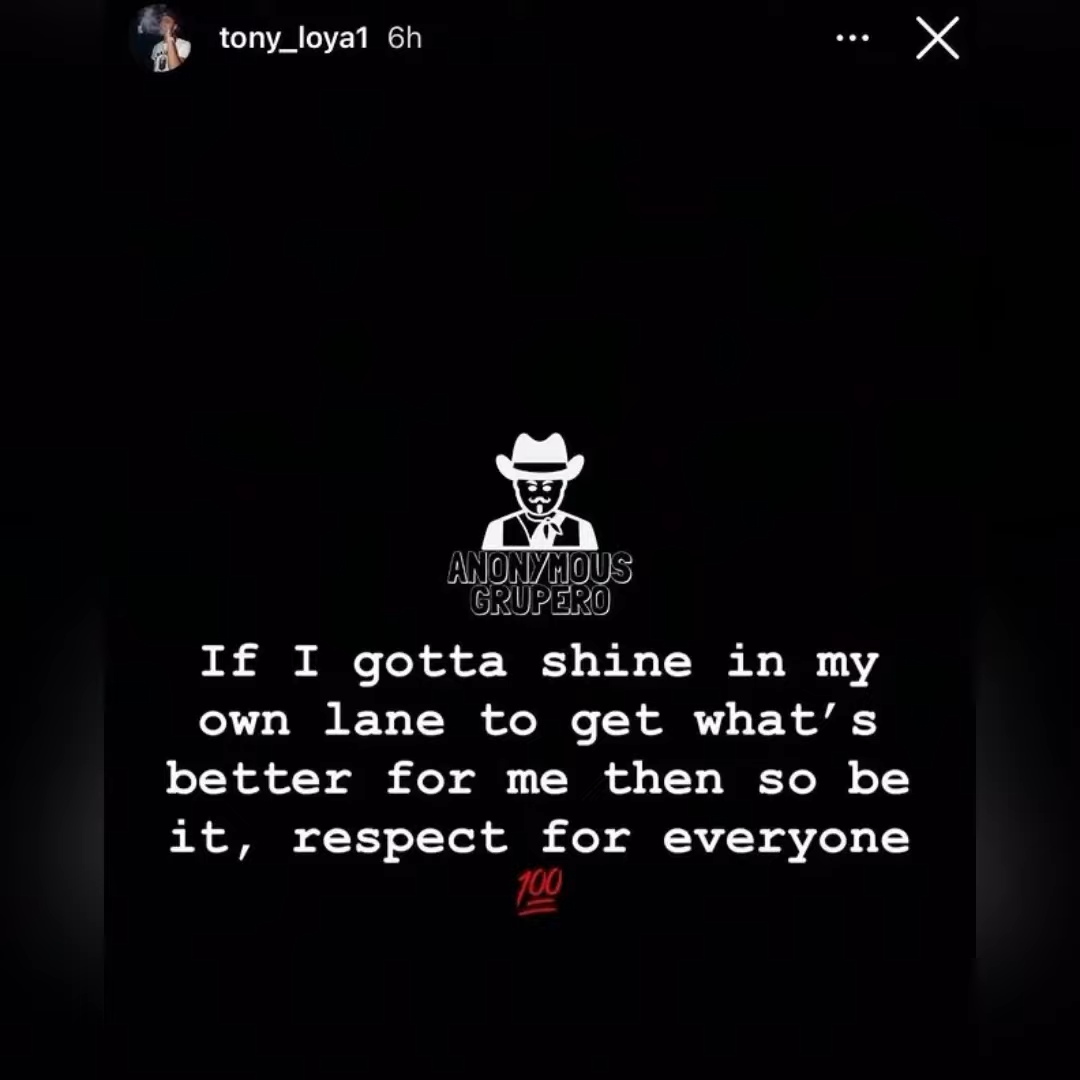 tony_loya1 6h
ANONYMOUS
GRUPERO
If I gotta shine in my
own lane to get what’s
better for me then so be
it, respect for everyone
💯